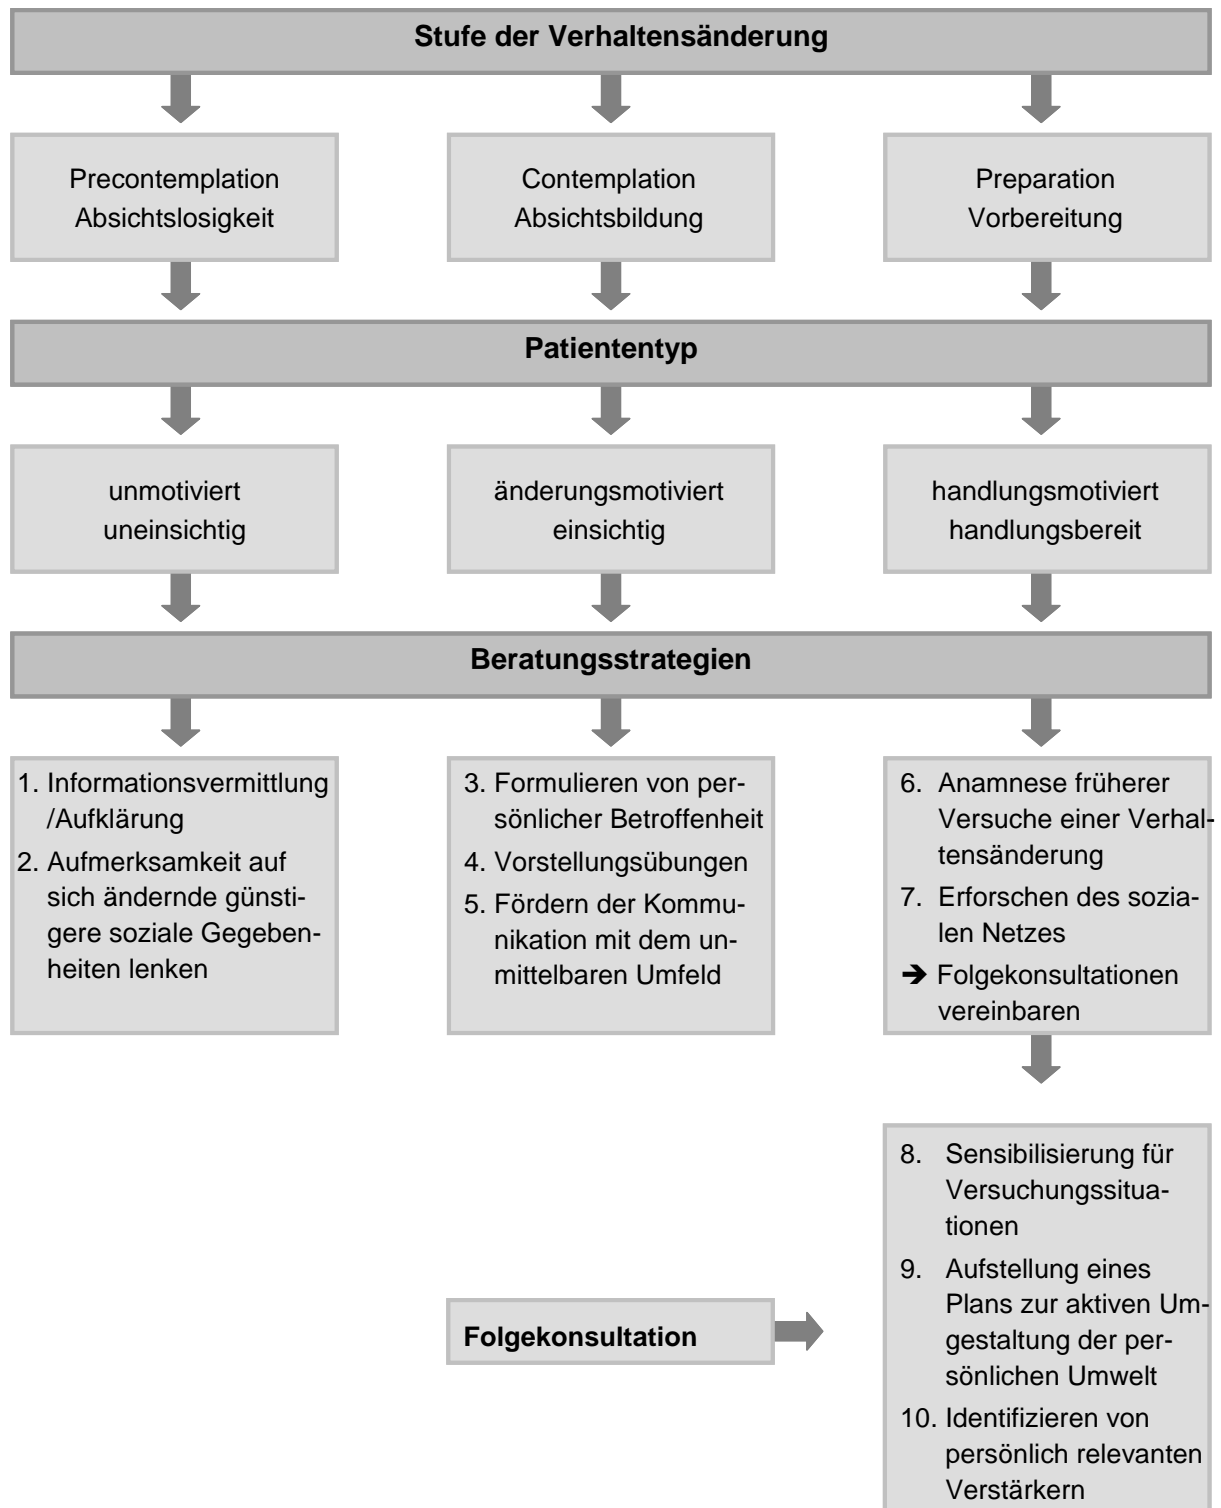 Stufe der Verhaltensänderung
Precontemplation
Absichtslosigkeit
Contemplation
Absichtsbildung
Preparation
Vorbereitung
Patiententyp
unmotiviert
uneinsichtig
änderungsmotiviert
einsichtig
handlungsmotiviert
handlungsbereit
Beratungsstrategien
1. Informationsvermittlung
/Aufklärung
2. Aufmerksamkeit auf
sich ändernde günsti-
gere soziale Gegeben-
heiten lenken
3. Formulieren von per-
sönlicher Betroffenheit
4. Vorstellungsübungen
5. Fördern der Kommu-
nikation mit dem un-
mittelbaren Umfeld
6. Anamnese früherer
Versuche einer Verhal-
tensänderung
7. Erforschen des sozia-
len Netzes
➔ Folgekonsultationen
vereinbaren
Folgekonsultation
8. Sensibilisierung für
Versuchungssitua-
tionen
9. Aufstellung eines
Plans zur aktiven Um-
gestaltung der per-
sönlichen Umwelt
10. Identifizieren von
persönlich relevanten
Verstärkern